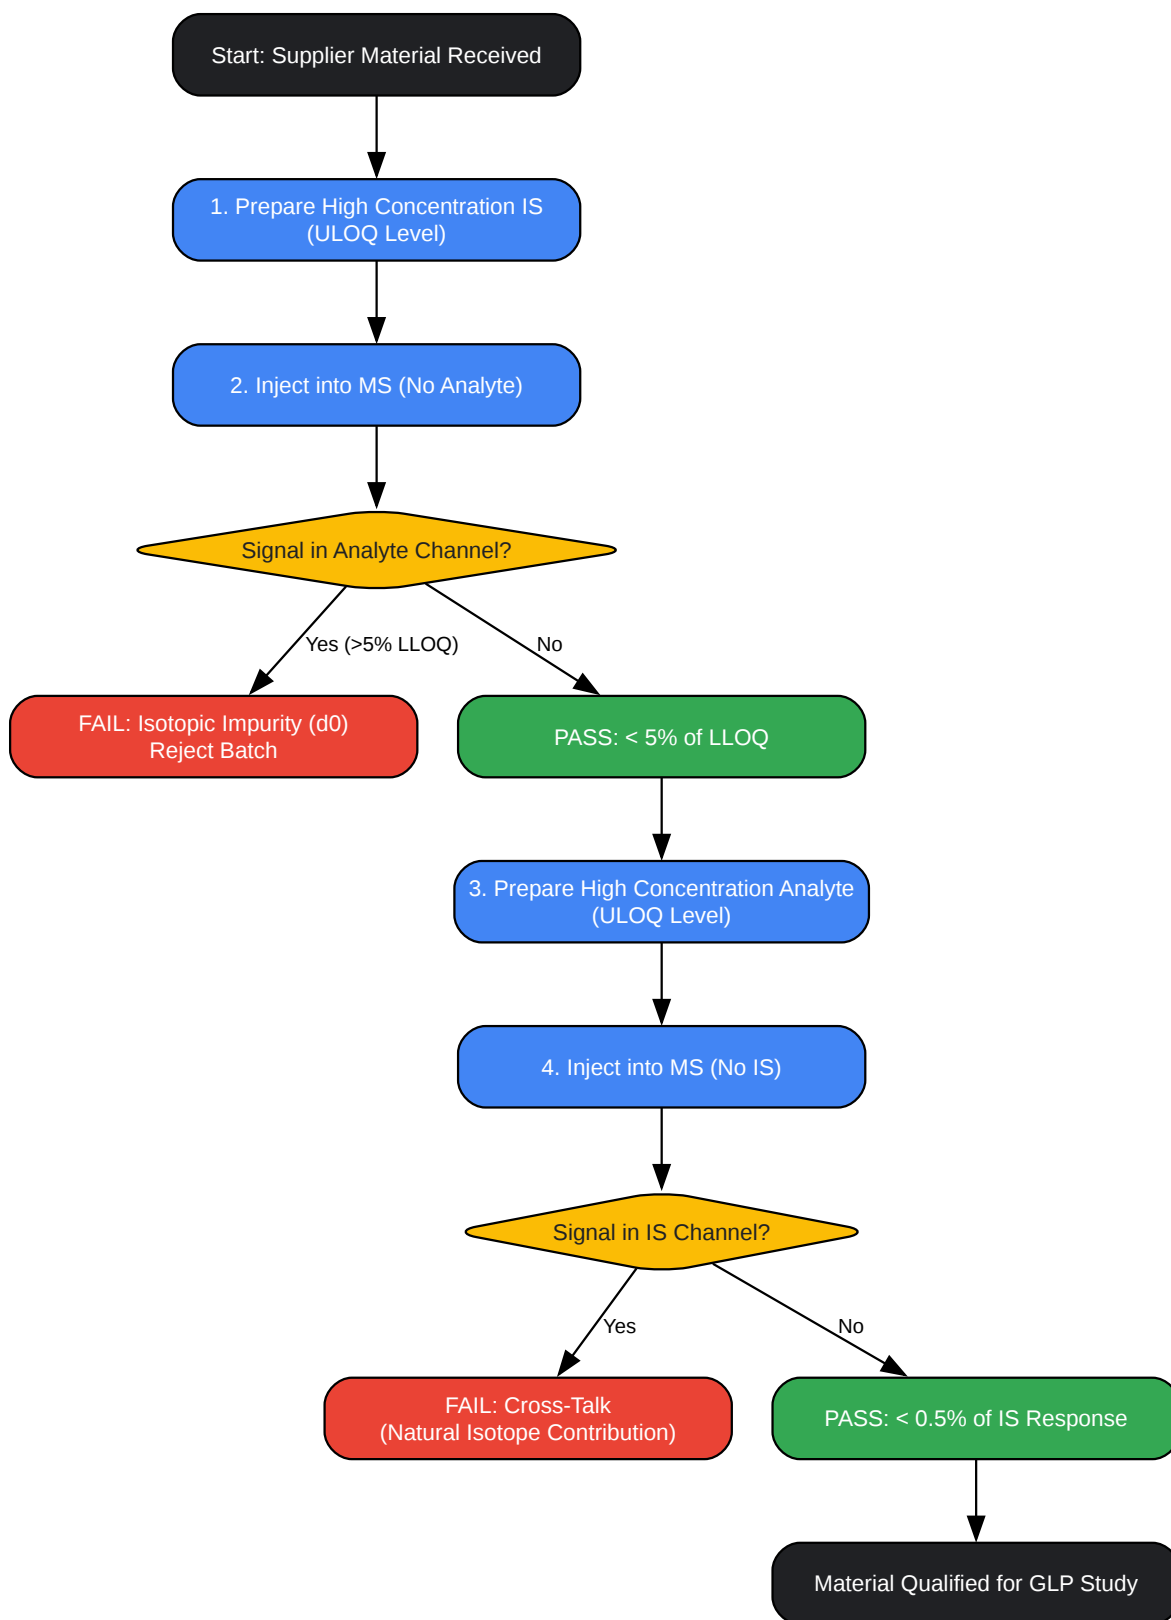 Start: Supplier Material Received
1. Prepare High Concentration IS
(ULOQ Level)
2. Inject into MS (No Analyte)
Signal in Analyte Channel?
Yes (>5% LLOQ)
No
FAIL: Isotopic Impurity (d0)
Reject Batch
PASS: < 5% of LLOQ
3. Prepare High Concentration Analyte
(ULOQ Level)
4. Inject into MS (No IS)
Signal in IS Channel?
Yes
No
FAIL: Cross-Talk
(Natural Isotope Contribution)
PASS: < 0.5% of IS Response
Material Qualified for GLP Study